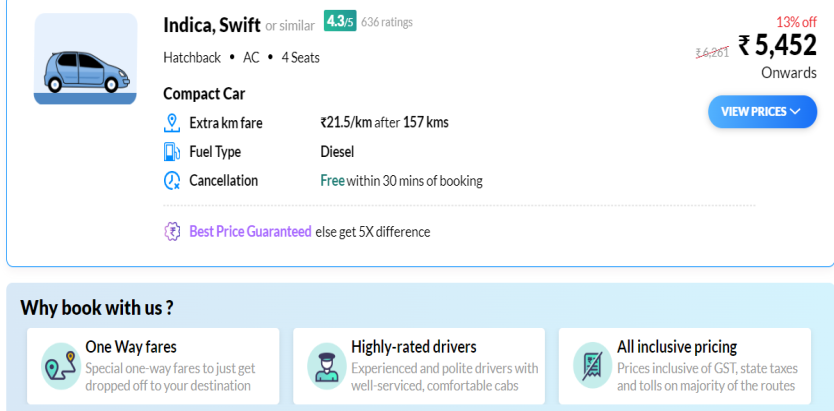 Indica, Swift or similar 4.3/5 636 ratings
13% off
₹6,261 ₹ 5,452
Hatchback • AC • 4 Seats
Onwards
Compact Car
VIEW PRICES
Extra km fare ₹21.5/km after 157 kms
Fuel Type Diesel
Cancellation Free within 30 mins of booking
Best Price Guaranteed else get 5X difference
Why book with us ?
One Way fares
Special one-way fares to just get
dropped off to your destination
Highly-rated drivers
Experienced and polite drivers with
well-serviced, comfortable cabs
All inclusive pricing
Prices inclusive of GST, state taxes
and tolls on majority of the routes